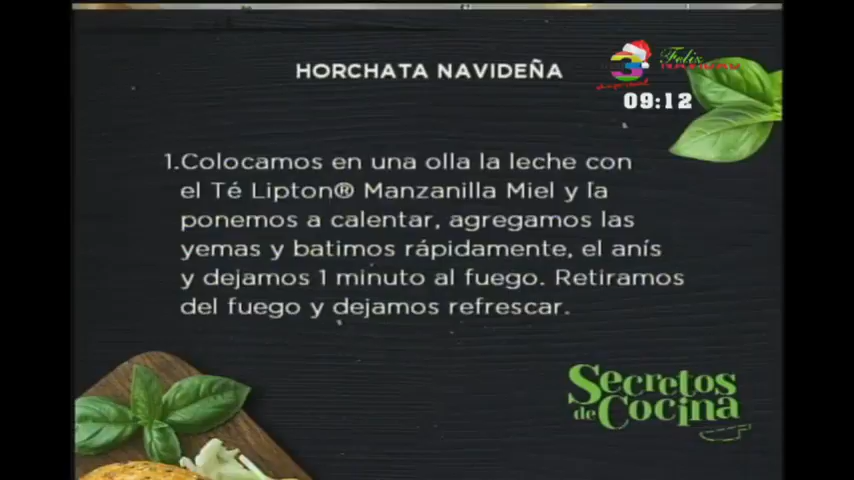 HORCHATA NAVIDEÑA
3
Feliz
09:12
1.Colocamos en una olla la leche con
el Té Lipton® Manzanilla Miel y la
ponemos a calentar, agregamos las
yemas y batimos rápidamente, el anís
y dejamos 1 minuto al fuego. Retiramos
del fuego y dejamos refrescar.
Secretos
de Cocina